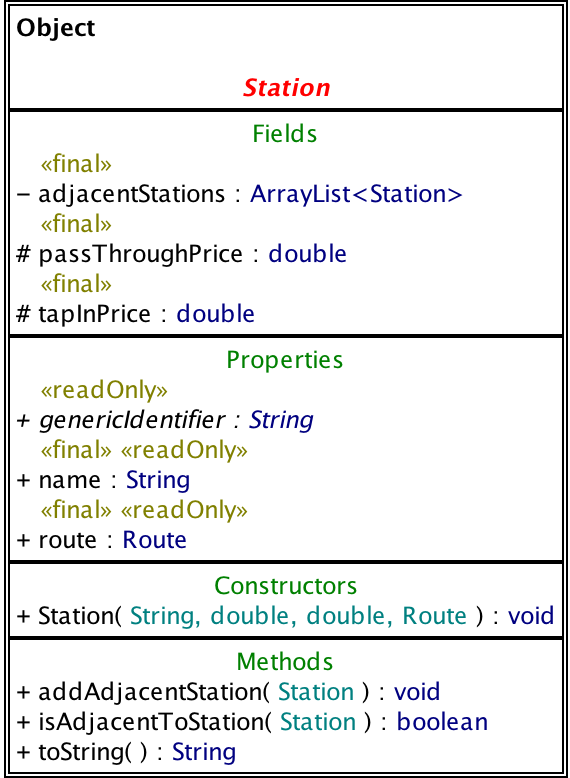 Object
Station
Fields
«final»
− adjacentStations : ArrayList<Station>
«final»
# passThroughPrice : double
«final»
# tapInPrice : double
Properties
«readOnly»
+ genericIdentifier : String
«final» «readOnly»
+ name : String
«final» «readOnly»
+ route : Route
Constructors
+ Station( String, double, double, Route ) : void
Methods
+ addAdjacentStation( Station ) : void
+ isAdjacentToStation( Station ) : boolean
+ toString( ) : String